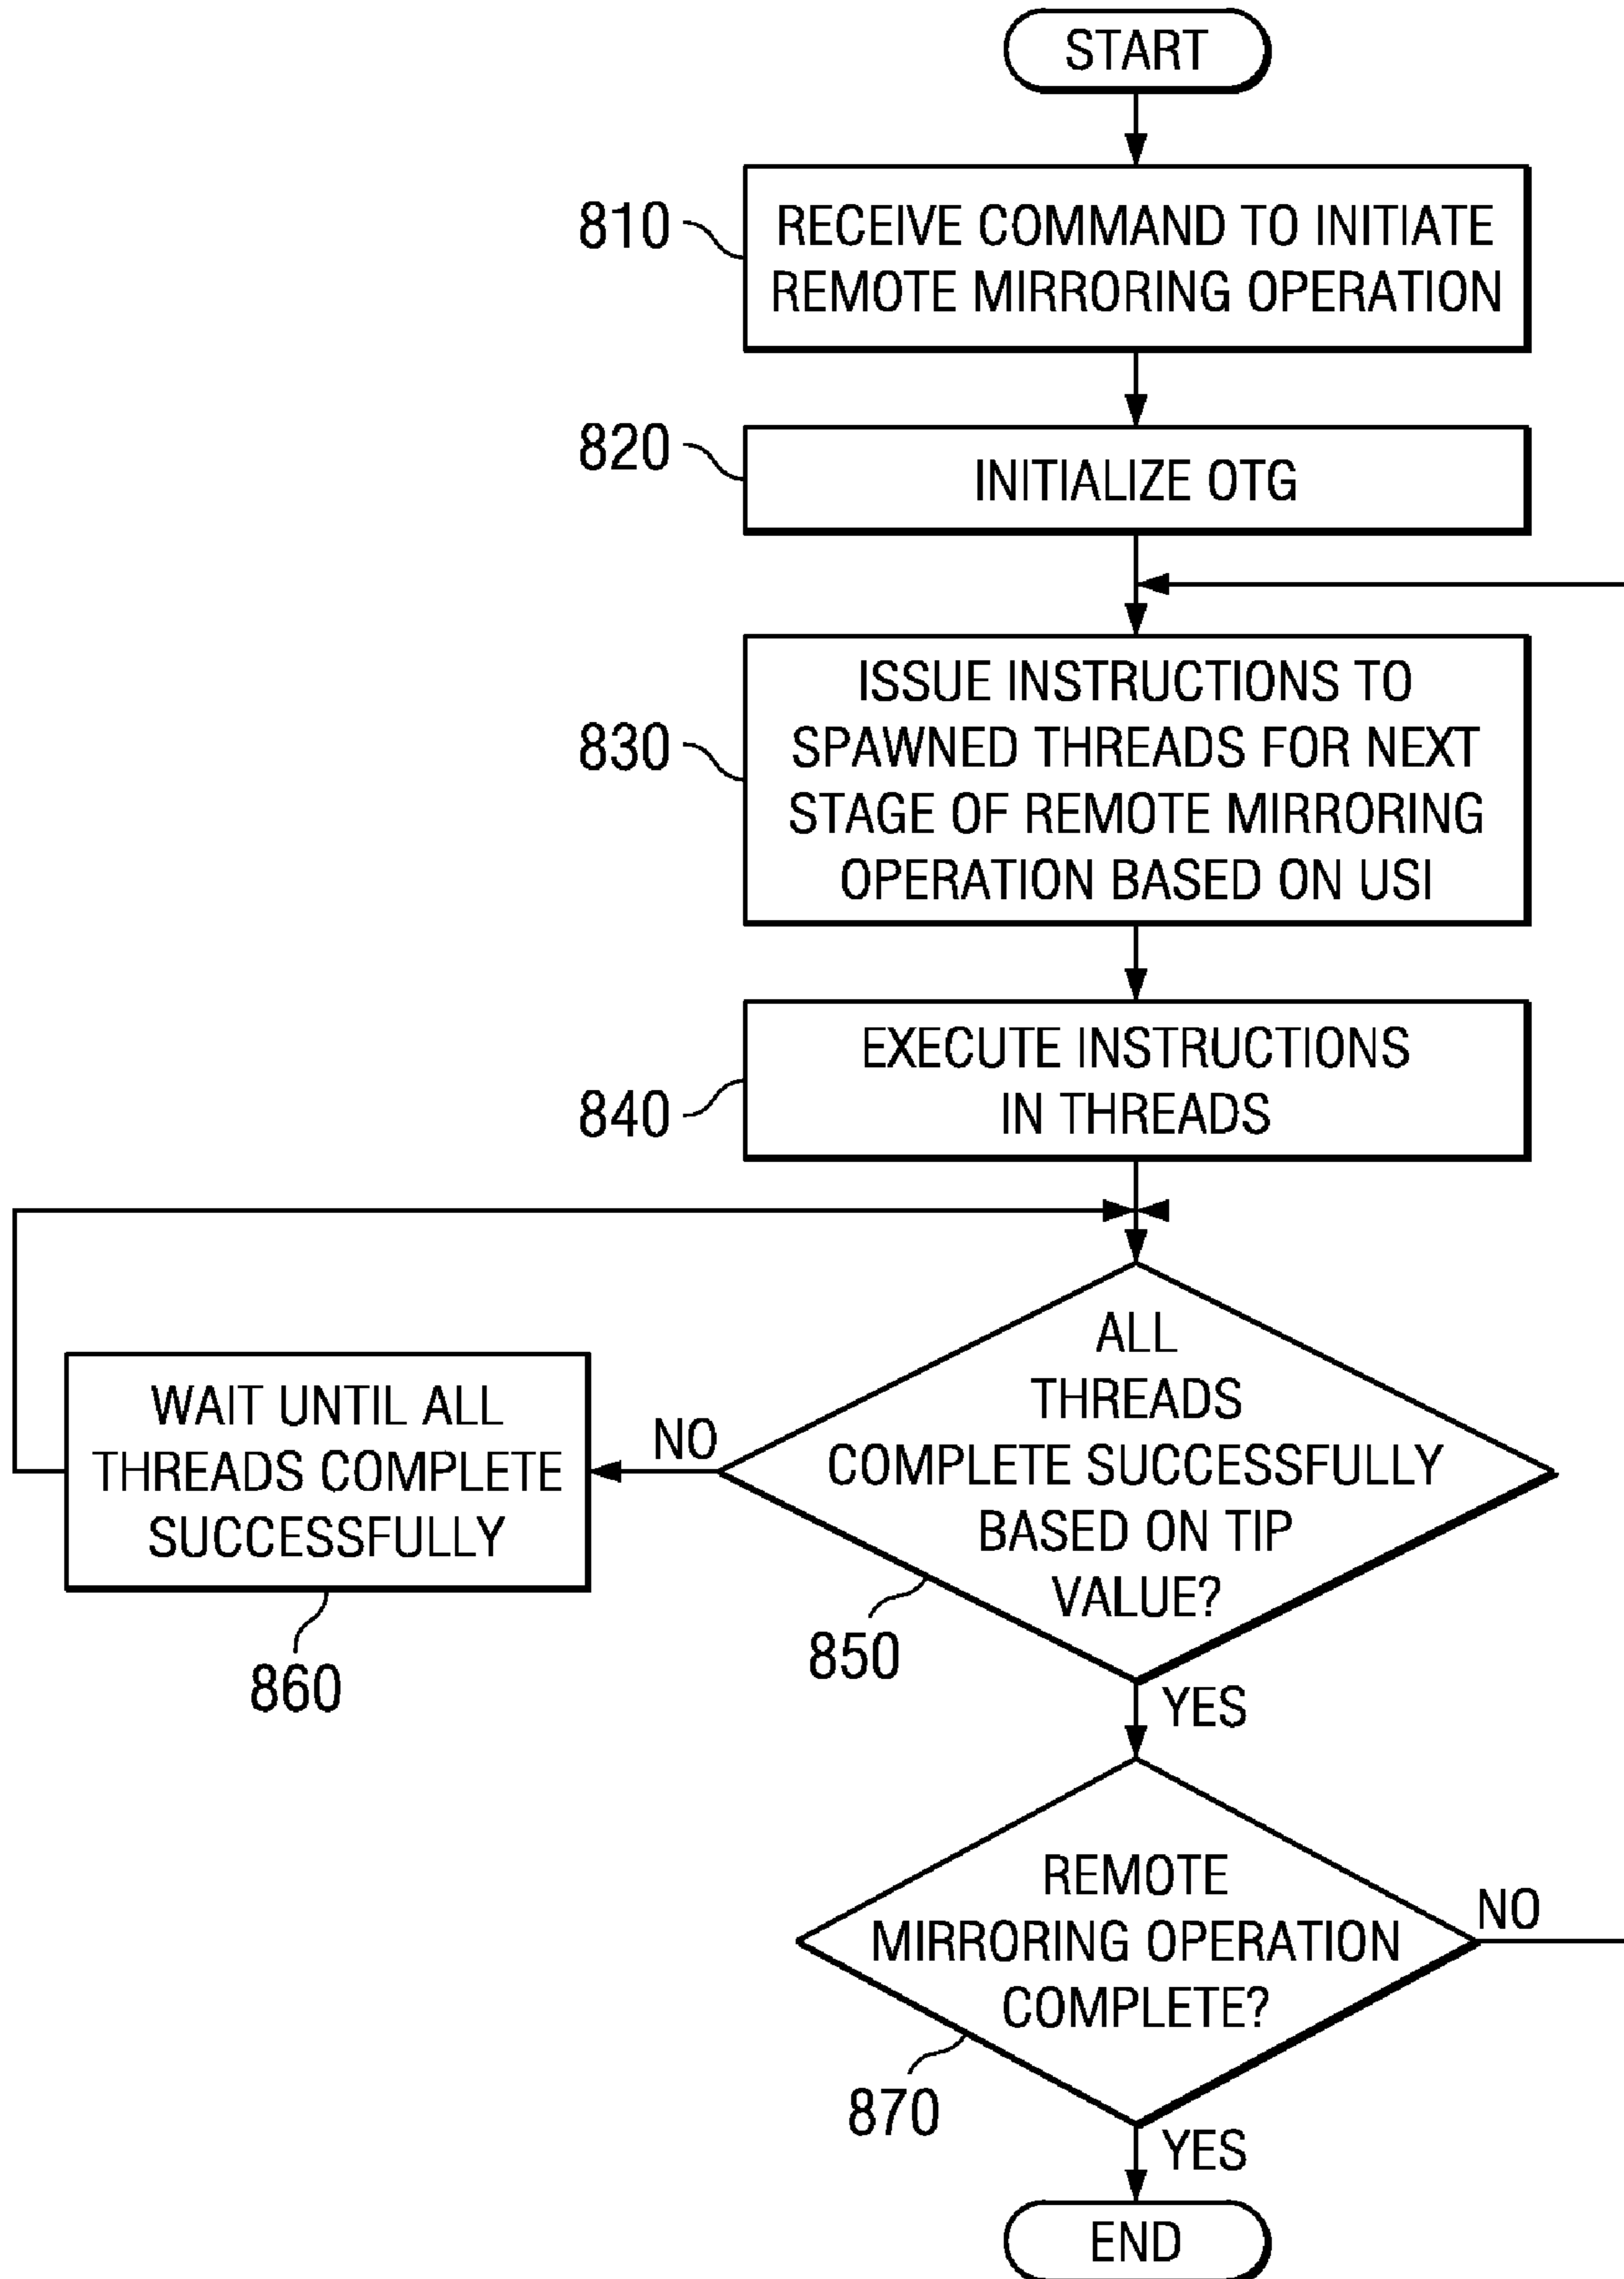 START
810
RECEIVE COMMAND TO INITIATE
REMOTE MIRRORING OPERATION
820
INITIALIZE OTG
830
ISSUE INSTRUCTIONS TO
SPAWNED THREADS FOR NEXT
STAGE OF REMOTE MIRRORING
OPERATION BASED ON USI
840
EXECUTE INSTRUCTIONS
IN THREADS
ALL
THREADS
COMPLETE SUCCESSFULLY
BASED ON TIP
VALUE?
850
NO
WAIT UNTIL ALL
THREADS COMPLETE
SUCCESSFULLY
860
YES
REMOTE
MIRRORING OPERATION
COMPLETE?
870
NO
YES
END